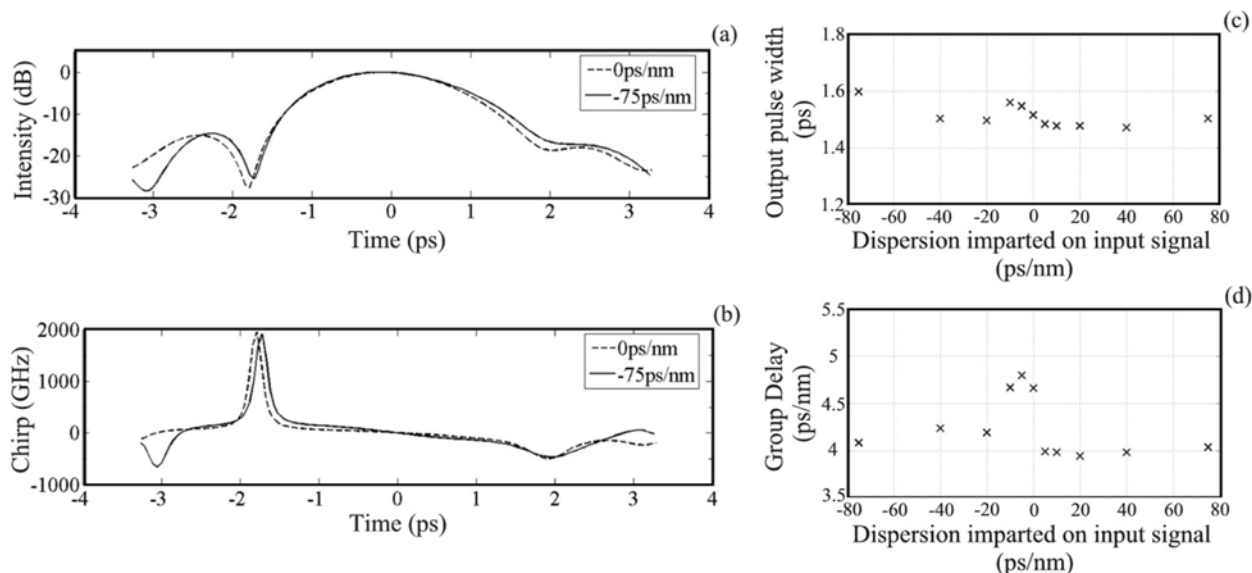 (a)
Intensity (dB)
0
-10
-20
-30
0ps/nm
-75ps/nm
-4 -3 -2 -1 0 1 2 3 4
Time (ps)
(b)
Chirp (GHz)
2000
1000
0
-1000
0ps/nm
-75ps/nm
-4 -3 -2 -1 0 1 2 3 4
Time (ps)
(c)
Output pulse width
(ps)
1.8
1.6
1.4
1.2
-80 -60 -40 -20 0 20 40 60 80
Dispersion imparted on input signal
(ps/nm)
(d)
Group Delay
(ps/nm)
5.5
5
4.5
4
3.5
-80 -60 -40 -20 0 20 40 60 80
Dispersion imparted on input signal
(ps/nm)